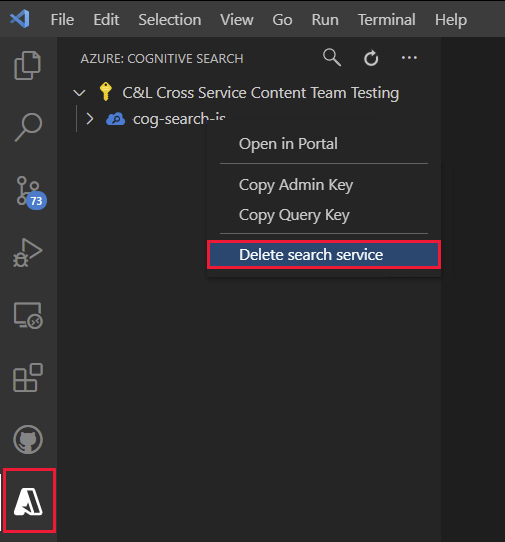 File Edit View Go Run Terminal Help
AZURE: COGNITIVE SEARCH
C&L Cross Service Content Team Testing
cog-search-js
Open in Portal
Copy Admin Key
Copy Query Key
73
Delete search service